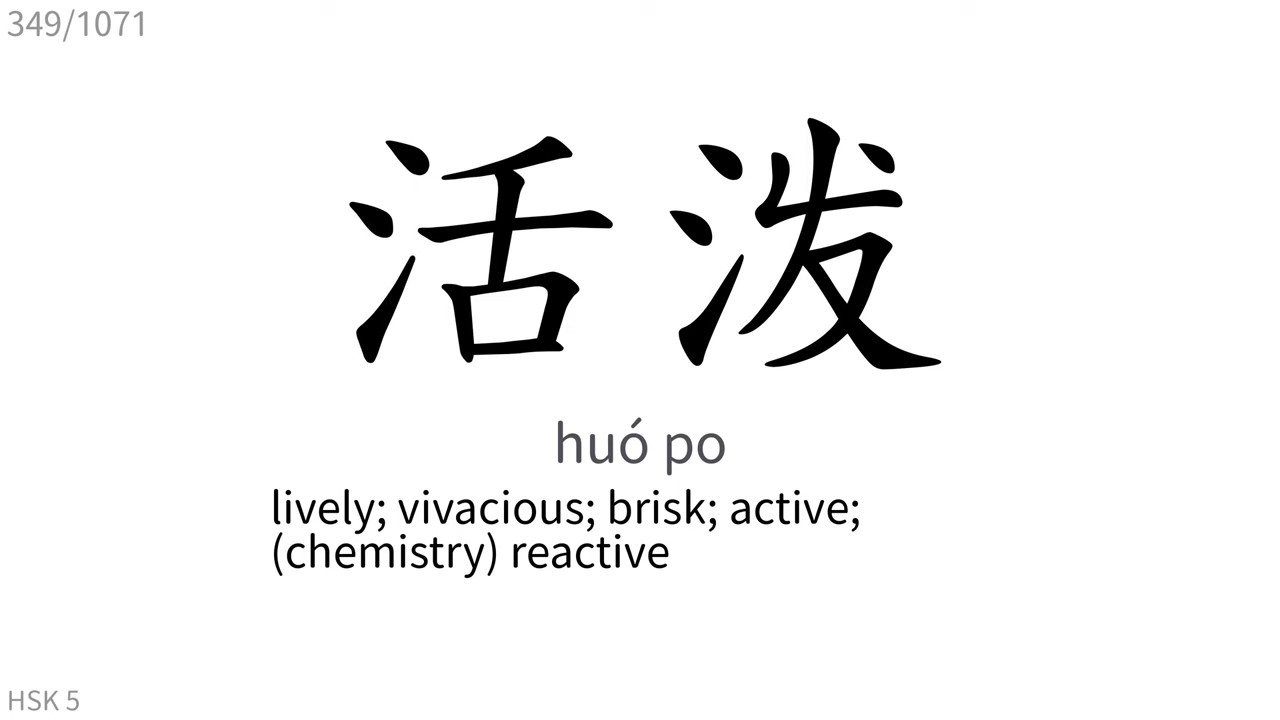 349/1071
活泼
huó po
lively; vivacious; brisk; active;
(chemistry) reactive
HSK 5